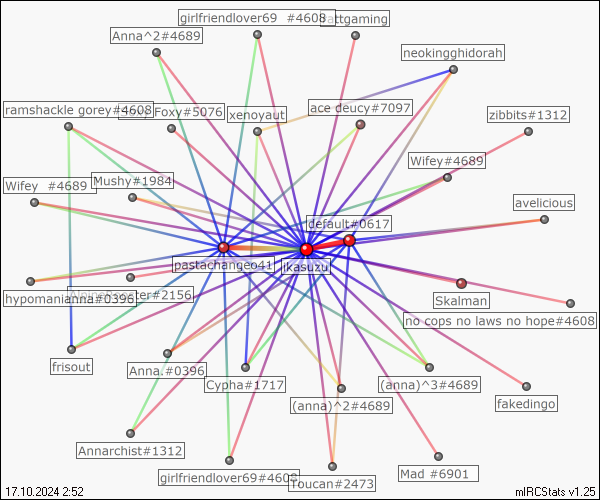 girlfriendlover69 #4608
attgaming
Anna^2#4689
neokingghidorah
ramshackle gorey#4608
Foxy#5076
xenoyaut
ace deucy#7097
zibbits#1312
Wifey#4689
Wifey #4689
Mushy#1984
avelicious
default#0617
pastachange041
ikasuzu
hypomanianna#0396
#2156
Skalman
no cops no laws no hope#4608
frisout
Anna.#0396
Cypha#1717
(anna)^3#4689
(anna)^2#4689
fakedingo
Annarchist#1312
girlfriendlover69#4608
Toucan#2473
Mad #6901
17.10.2024 2:52
mIRCStats v1.25